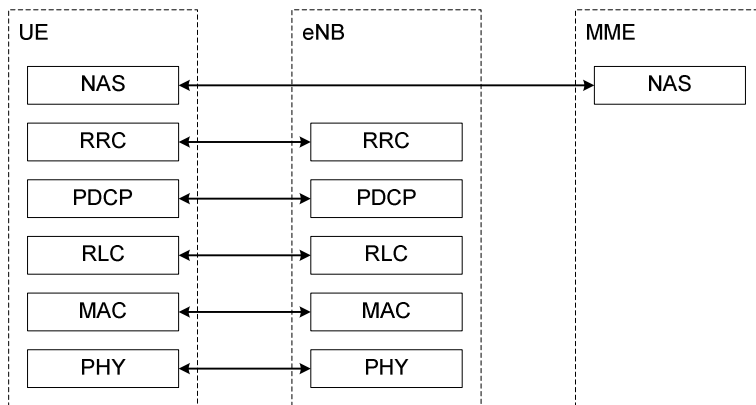 UE eNB MME
NAS NAS
RRC RRC
PDCP PDCP
RLC RLC
MAC MAC
PHY PHY